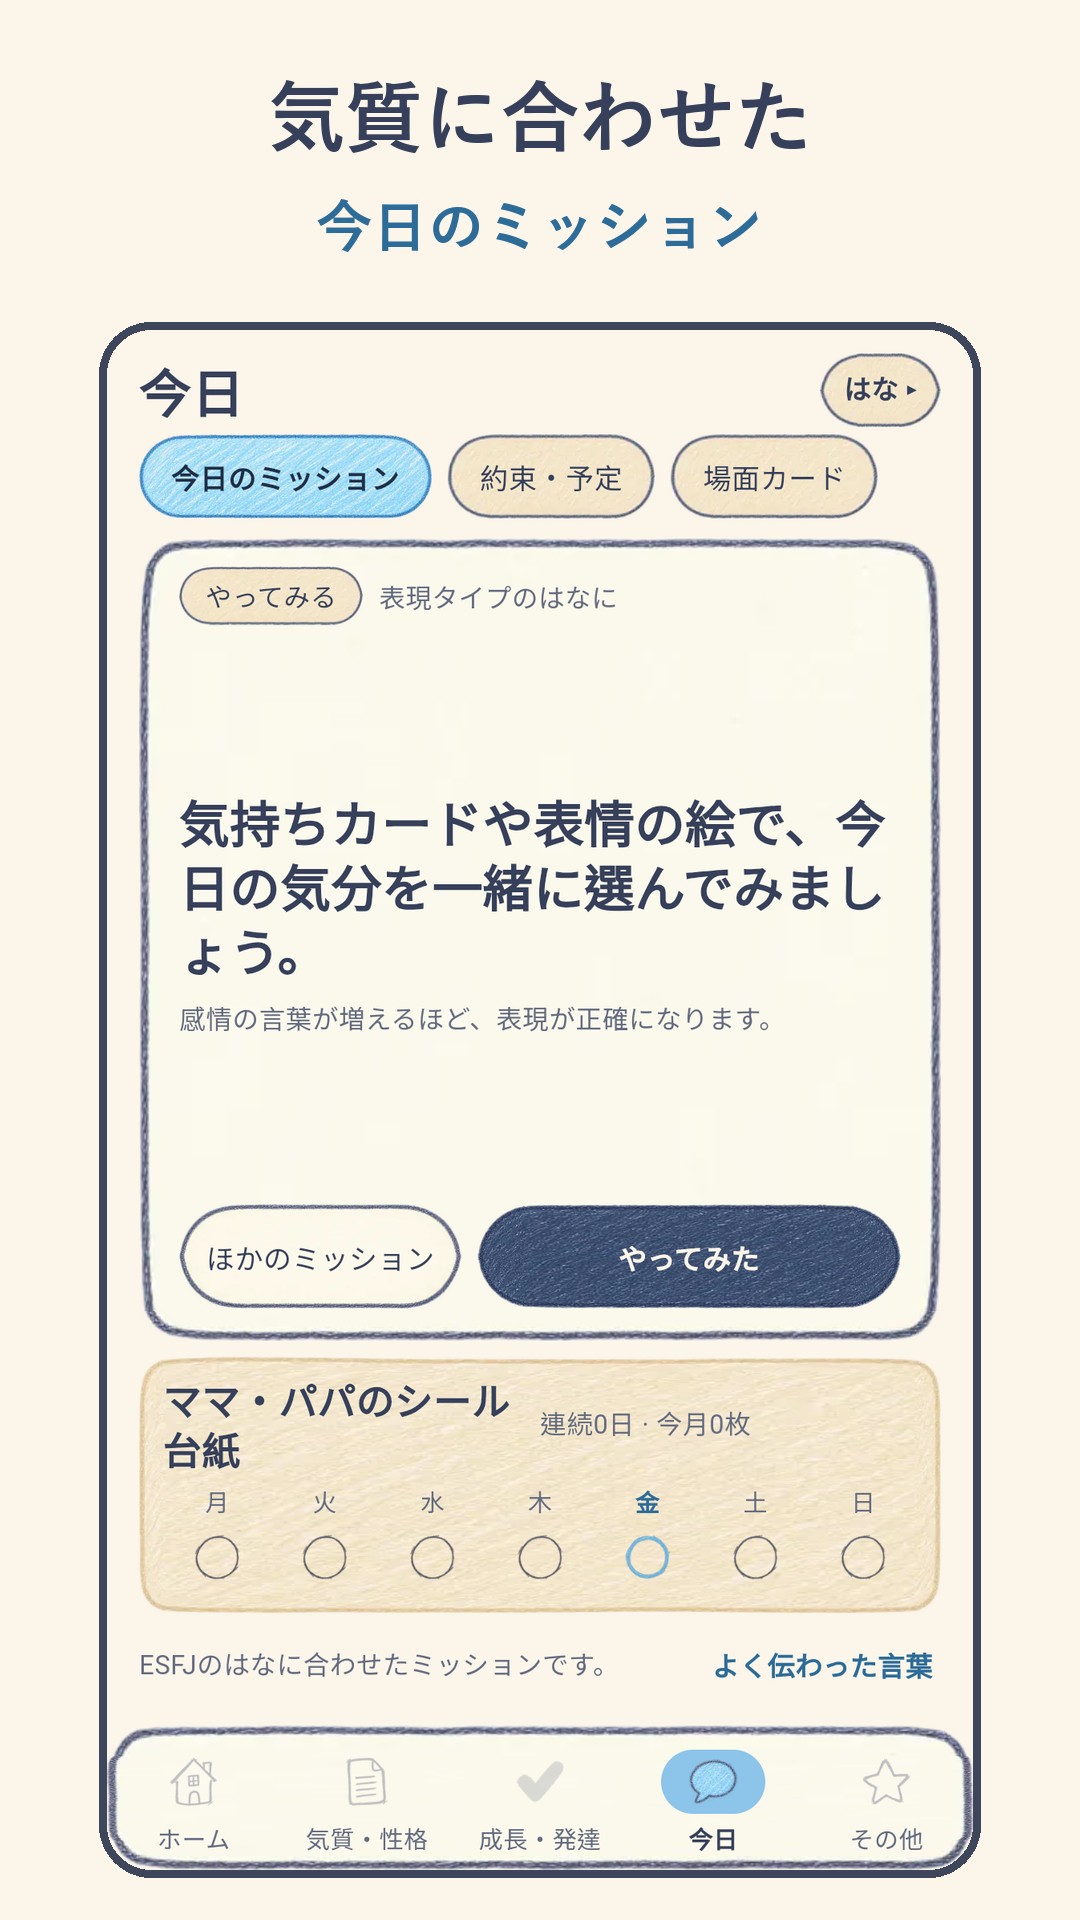 気質に合わせた
今日のミッション
今日
はな ▸
今日のミッション
約束・予定
場面カード
やってみる
表現タイプのはなに
気持ちカードや表情の絵で、今
日の気分を一緒に選んでみまし
ょう。
感情の言葉が増えるほど、表現が正確になります。
ほかのミッション
やってみた
ママ・パパのシール
台紙
連続0日 · 今月0枚
月 火 水 木 金 土 日
ESFJのはなに合わせたミッションです。
よく伝わった言葉
ホーム
気質・性格
成長・発達
今日
その他